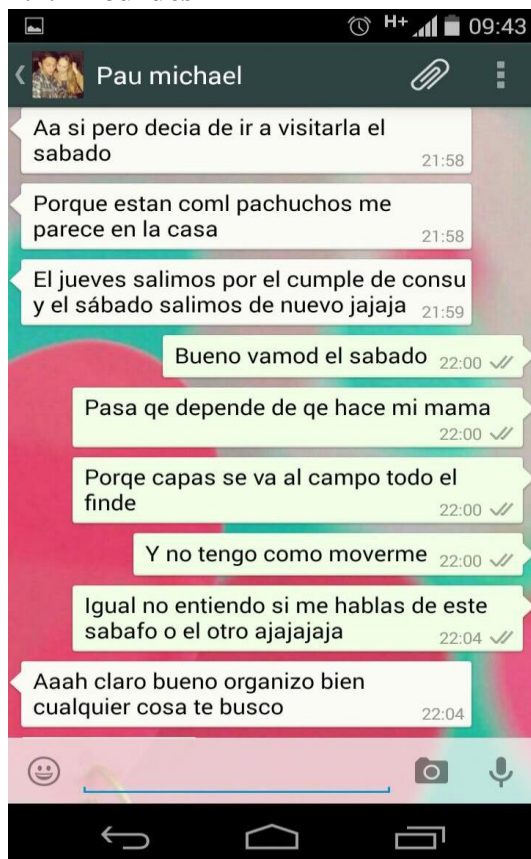 H+ 09:43
Pau michael
Aa si pero decia de ir a visitarla el
sabado
21:58
Porque estan coml pachuchos me
parece en la casa
21:58
El jueves salimos por el cumple de consu
y el sábado salimos de nuevo jajaja 21:59
Bueno vamod el sabado 22:00
Pasa qe depende de qe hace mi mama
22:00
Porqe capas se va al campo todo el
finde
22:00
Y no tengo como moverme 22:00
Igual no entiendo si me hablas de este
sabafo o el otro ajajajaja
22:04
Aaah claro bueno organizo bien
cualquier cosa te busco
22:04